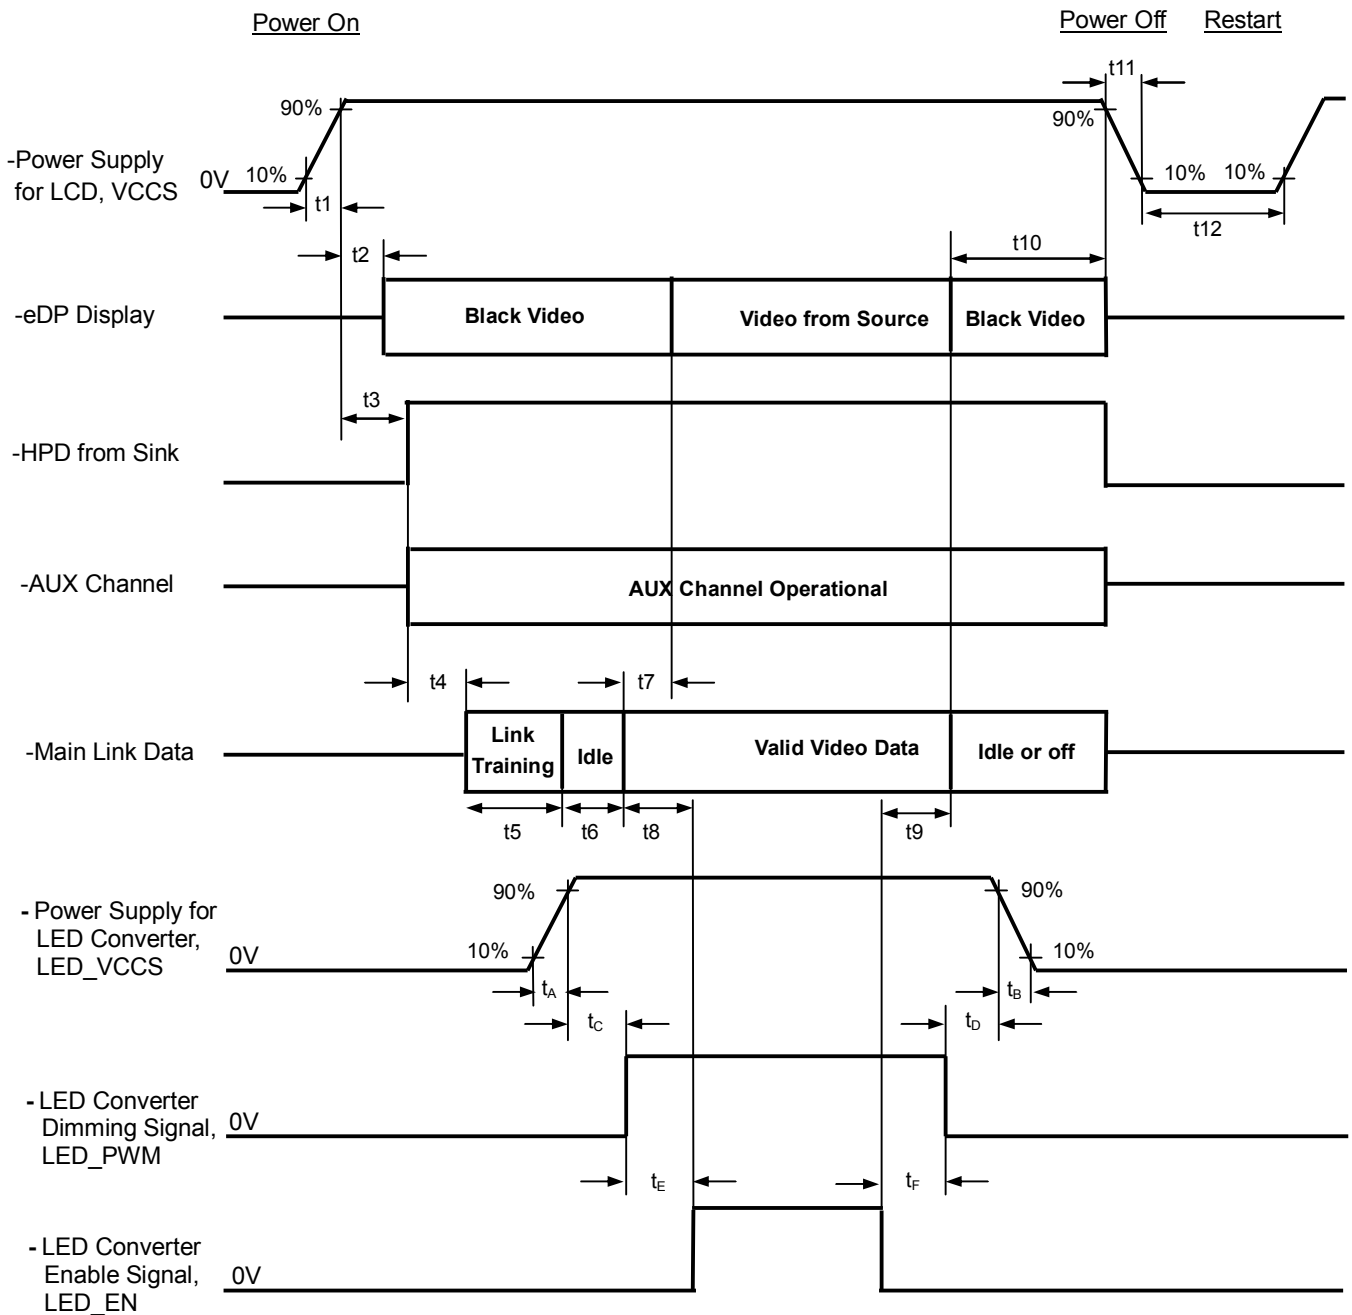 Power On
Power Off
Restart
t11
90%
90%
-Power Supply
for LCD, VCCS
0V
10%
10%
10%
t1
t12
t2
t10
-eDP Display
Black Video
Video from Source
Black Video
t3
-HPD from Sink
-AUX Channel
AUX Channel Operational
t4
t7
-Main Link Data
Link
Training
Idle
Valid Video Data
Idle or off
t5
t6
t8
t9
90%
90%
- Power Supply for
LED Converter,
LED_VCCS
0V
10%
10%
tA
tB
tC
tD
- LED Converter
Dimming Signal,
LED_PWM
0V
tE
tF
- LED Converter
Enable Signal,
LED_EN
0V